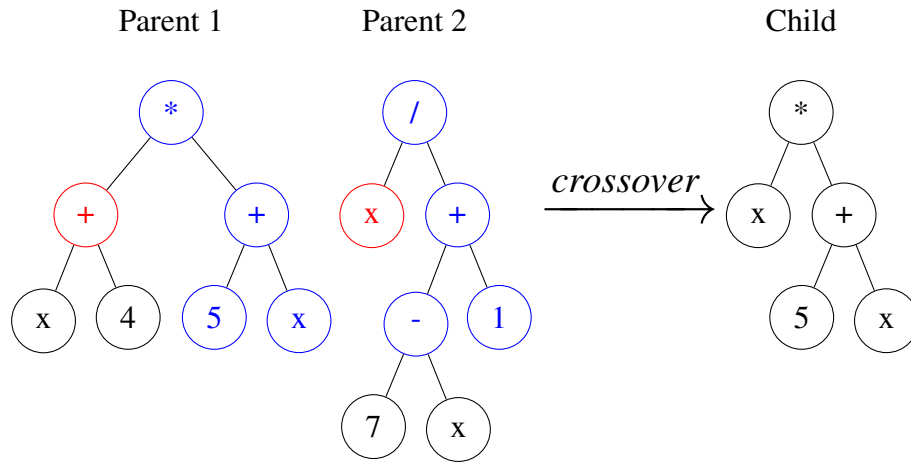 Parent 1 Parent 2 Child
* / *
+ + x + crossover x +
x 4 5 x - 1 5 x
7 x